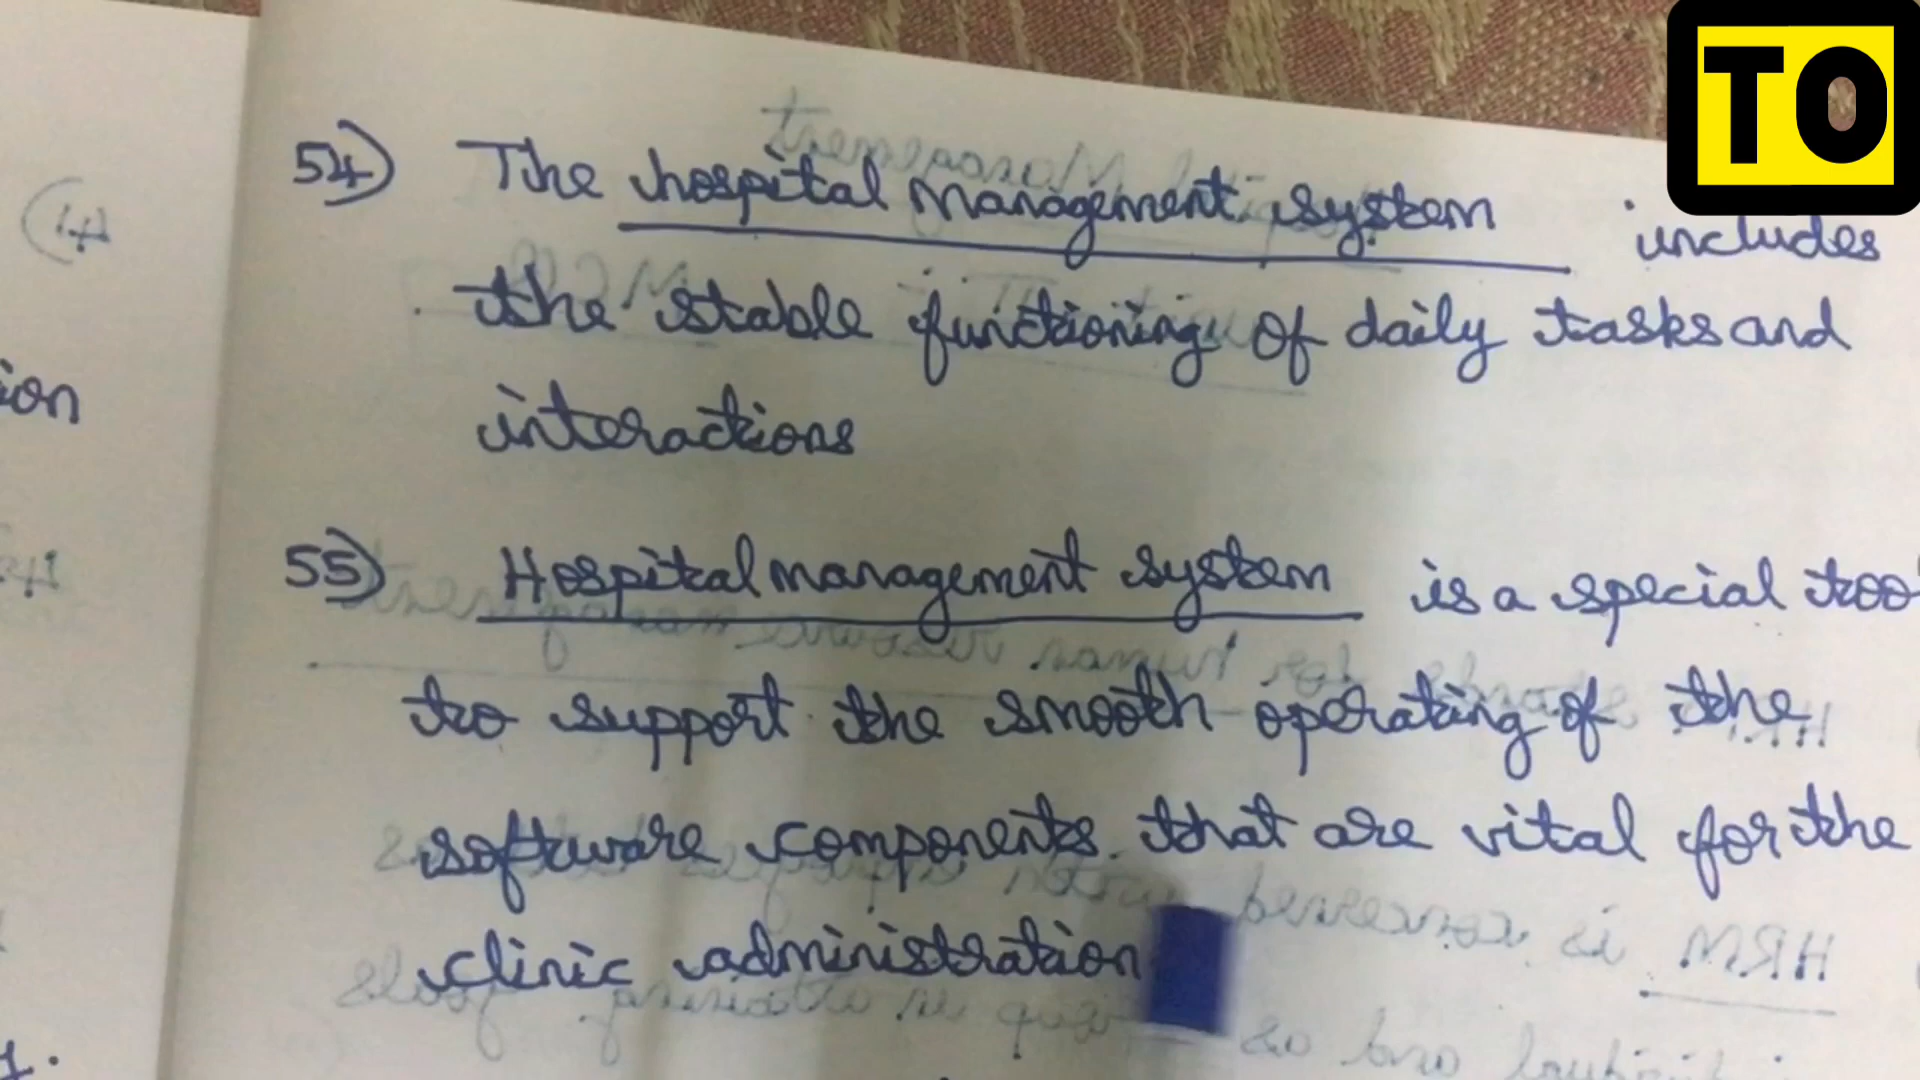 TO
54) The hospital management system includes
the stable functioning of daily tasks and
interactions
55) Hospital management system is a special too
to support the smooth operating of the
software components that are vital for the
clinic administration
(14
ion